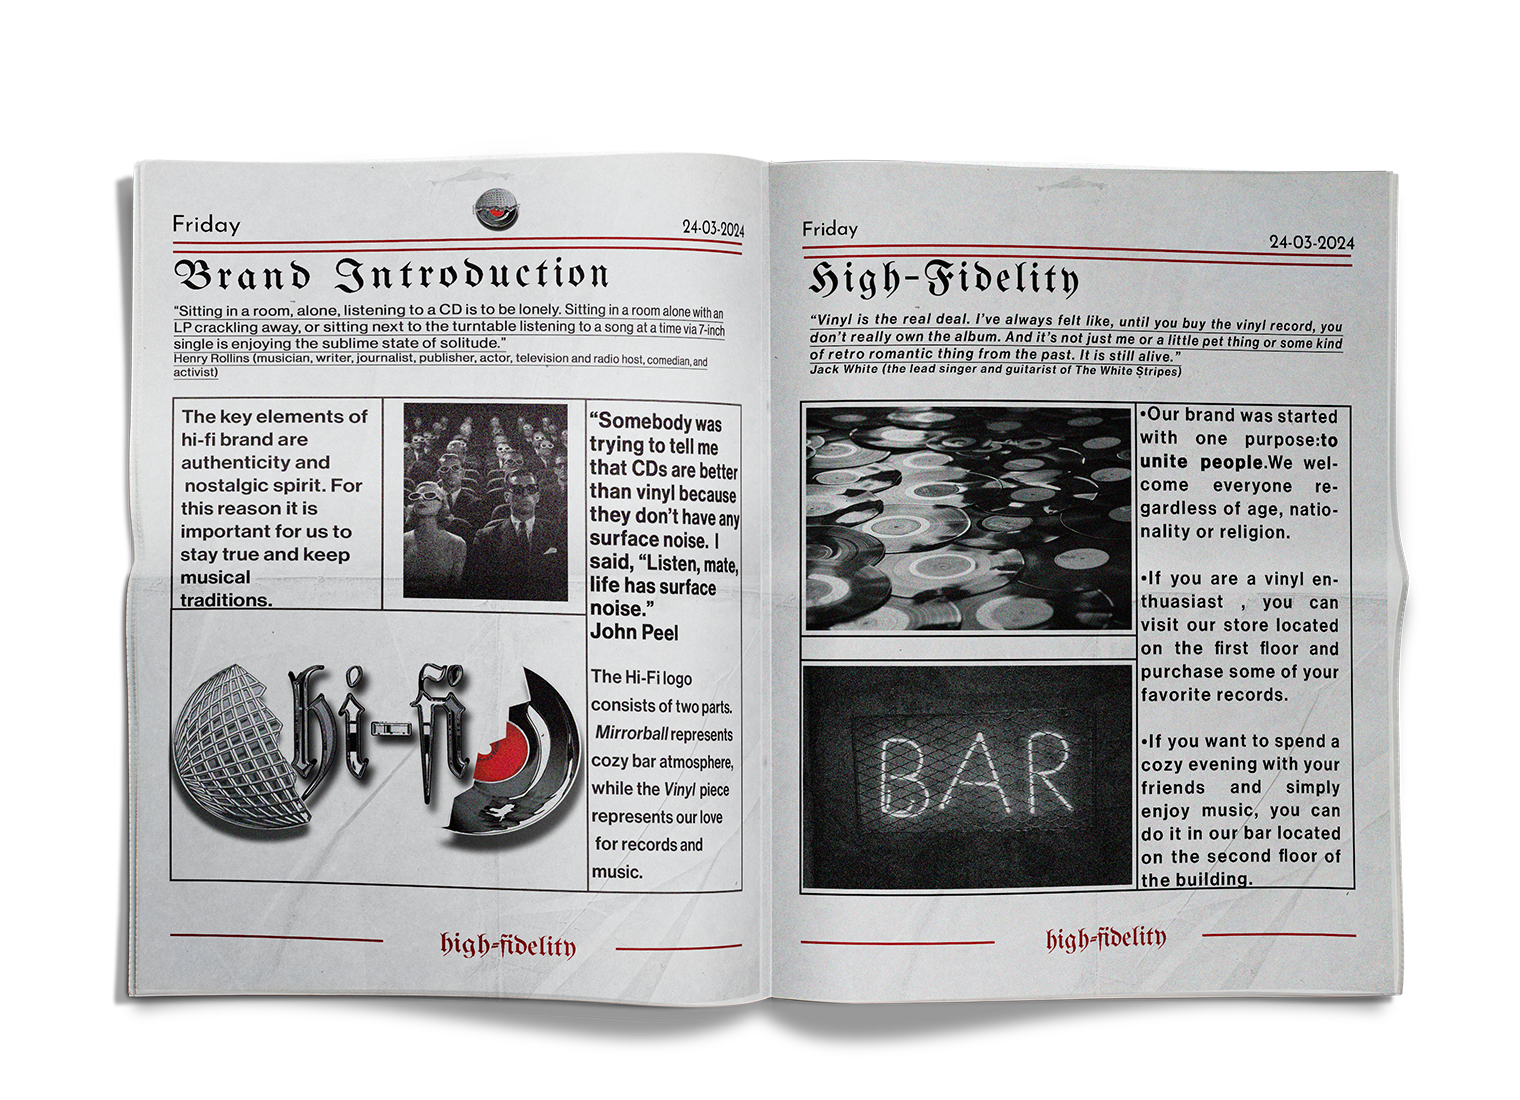 Friday
24-03-2024
Brand Introduction
“Sitting in a room, alone, listening to a CD is to be lonely. Sitting in a room alone with an
LP crackling away, or sitting next to the turntable listening to a song at a time via 7-inch
single is enjoying the sublime state of solitude.”
Henry Rollins (musician, writer, journalist, publisher, actor, television and radio host, comedian, and
activist)
The key elements of
hi-fi brand are
authenticity and
nostalgic spirit. For
this reason it is
important for us to
stay true and keep
musical
traditions.
“Somebody was
trying to tell me
that CDs are better
than vinyl because
they don’t have any
surface noise. I
said, “Listen, mate,
life has surface
noise.”
John Peel
hi-fi
The Hi-Fi logo
consists of two parts.
Mirrorball represents
cozy bar atmosphere,
while the Vinyl piece
represents our love
for records and
music.
high-fidelity
Friday
24-03-2024
High-Fidelity
“Vinyl is the real deal. I’ve always felt like, until you buy the vinyl record, you
don’t really own the album. And it’s not just me or a little pet thing or some kind
of retro romantic thing from the past. It is still alive.”
Jack White (the lead singer and guitarist of The White Stripes)
•Our brand was started
with one purpose:to
unite people.We wel-
come everyone re-
gardless of age, natio-
nality or religion.
•If you are a vinyl en-
thuasiast , you can
visit our store located
on the first floor and
purchase some of your
favorite records.
BAR
•If you want to spend a
cozy evening with your
friends and simply
enjoy music, you can
do it in our bar located
on the second floor of
the building.
high-fidelity